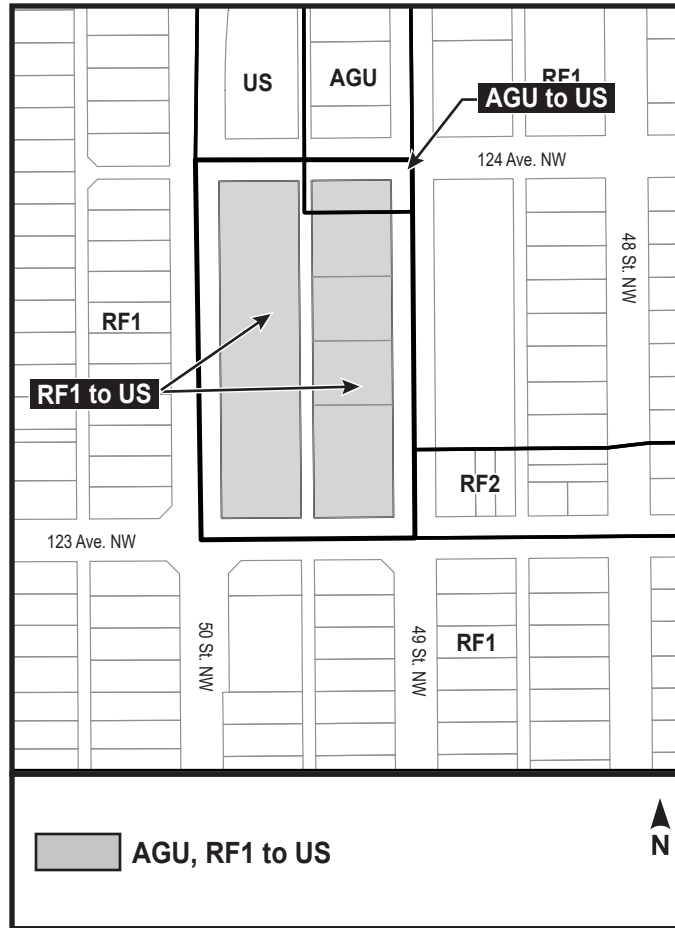 US
AGU
RF1
AGU to US
124 Ave. NW
48 St. NW
RF1
RF1 to US
RF2
123 Ave. NW
50 St. NW
49 St. NW
RF1
AGU, RF1 to US
N